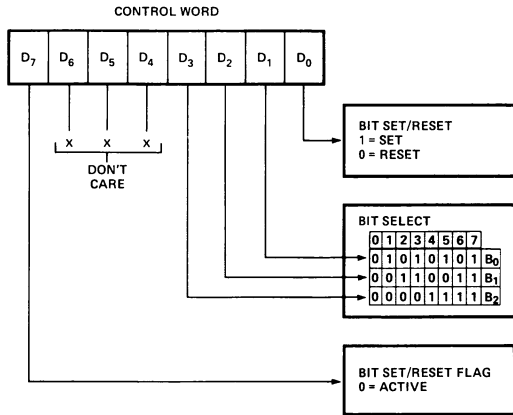 CONTROL WORD
D7 D6 D5 D4 D3 D2 D1 D0
X X X
DON'T
CARE
BIT SET/RESET
1 = SET
0 = RESET
BIT SELECT
0 1 2 3 4 5 6 7
0 1 0 1 0 1 0 1 B0
0 0 1 1 0 0 1 1 B1
0 0 0 0 1 1 1 1 B2
BIT SET/RESET FLAG
0 = ACTIVE